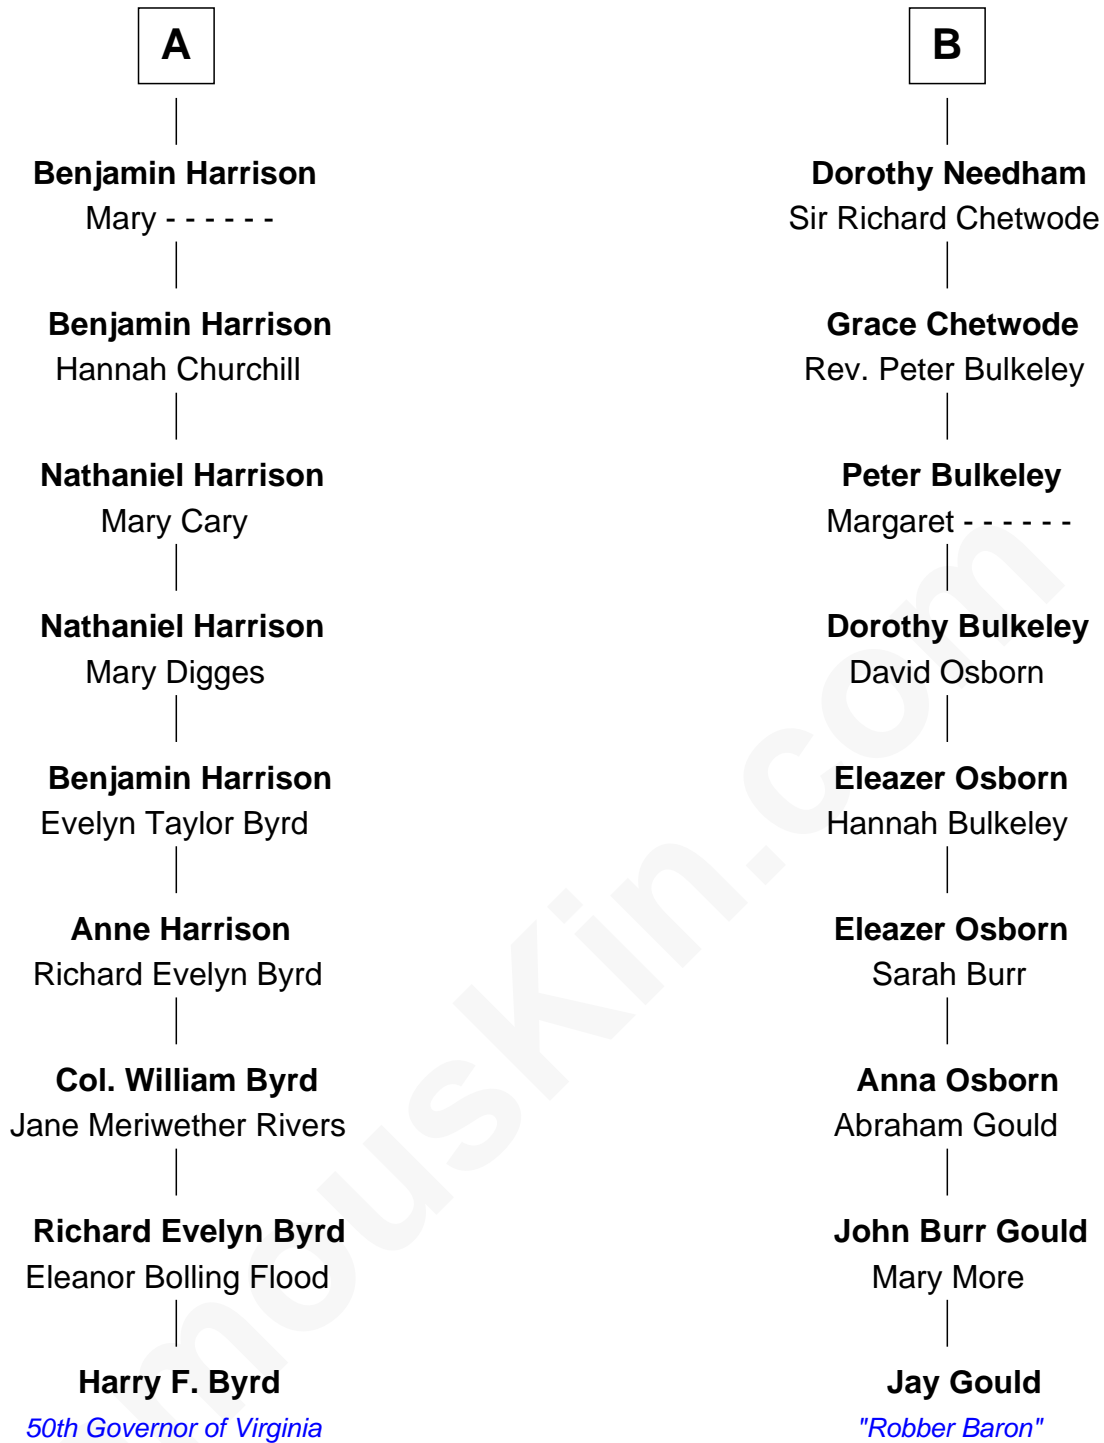 A
Benjamin Harrison
Mary - - - - - -
Benjamin Harrison
Hannah Churchill
Nathaniel Harrison
Mary Cary
Nathaniel Harrison
Mary Digges
Benjamin Harrison
Evelyn Taylor Byrd
Anne Harrison
Richard Evelyn Byrd
Col. William Byrd
Jane Meriwether Rivers
Richard Evelyn Byrd
Eleanor Bolling Flood
Harry F. Byrd
50th Governor of Virginia
B
Dorothy Needham
Sir Richard Chetwode
Grace Chetwode
Rev. Peter Bulkeley
Peter Bulkeley
Margaret - - - - - -
Dorothy Bulkeley
David Osborn
Eleazer Osborn
Hannah Bulkeley
Eleazer Osborn
Sarah Burr
Anna Osborn
Abraham Gould
John Burr Gould
Mary More
Jay Gould
"Robber Baron"
mousKin.com